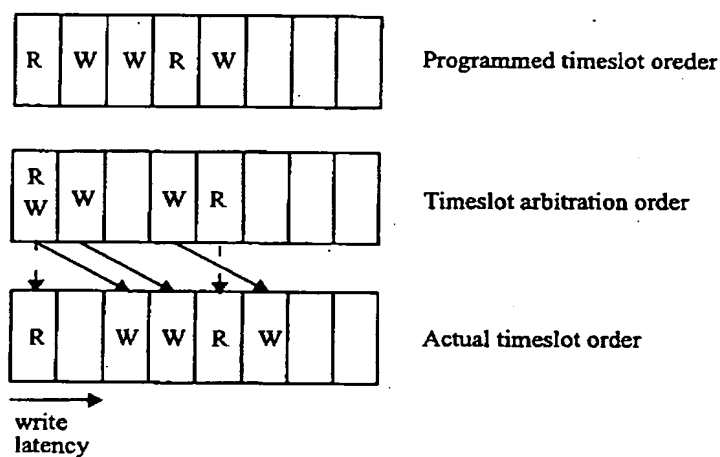 R W W R W Programmed timeslot oreder
R
W W W R Timeslot arbitration order
R W W R W Actual timeslot order
write
latency